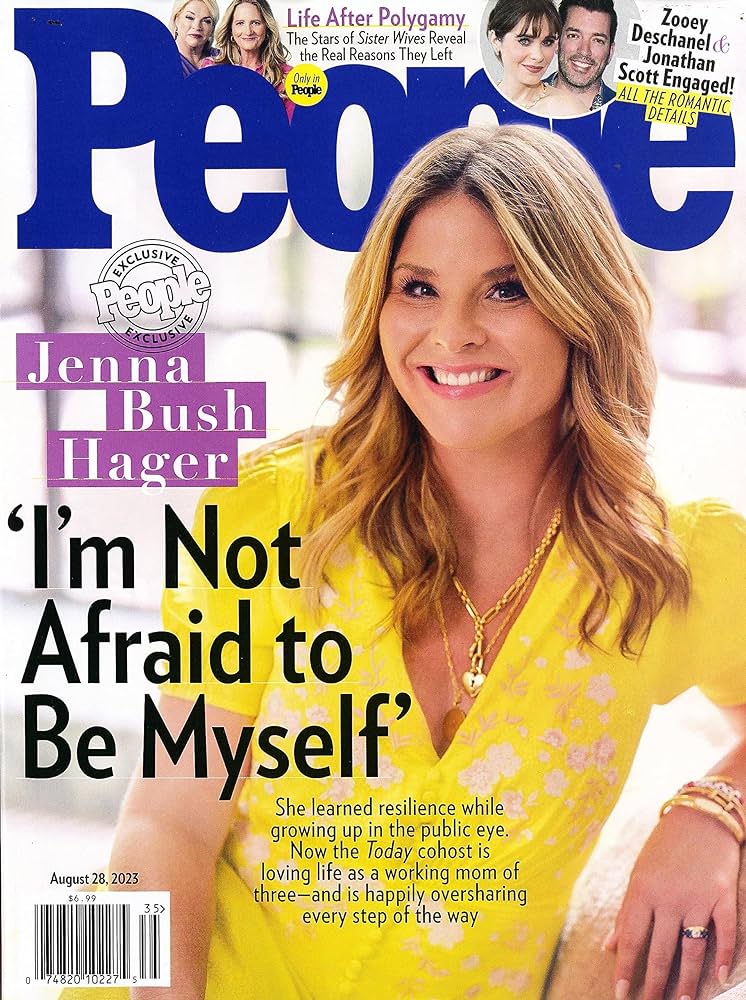 Life After Polygamy
The Stars of Sister Wives Reveal
the Real Reasons They Left
Only in
People
Zooey
Deschanel &
Jonathan
Scott Engaged!
ALL THE ROMANTIC
DETAILS
People
EXCLUSIVE
People
EXCLUSIVE
Jenna
Bush
Hager
‘I’m Not
Afraid to
Be Myself’
She learned resilience while
growing up in the public eye.
Now the Today cohost is
loving life as a working mom of
three—and is happily oversharing
every step of the way
August 28, 2023
$6.99
35>
0 74820 10227 5